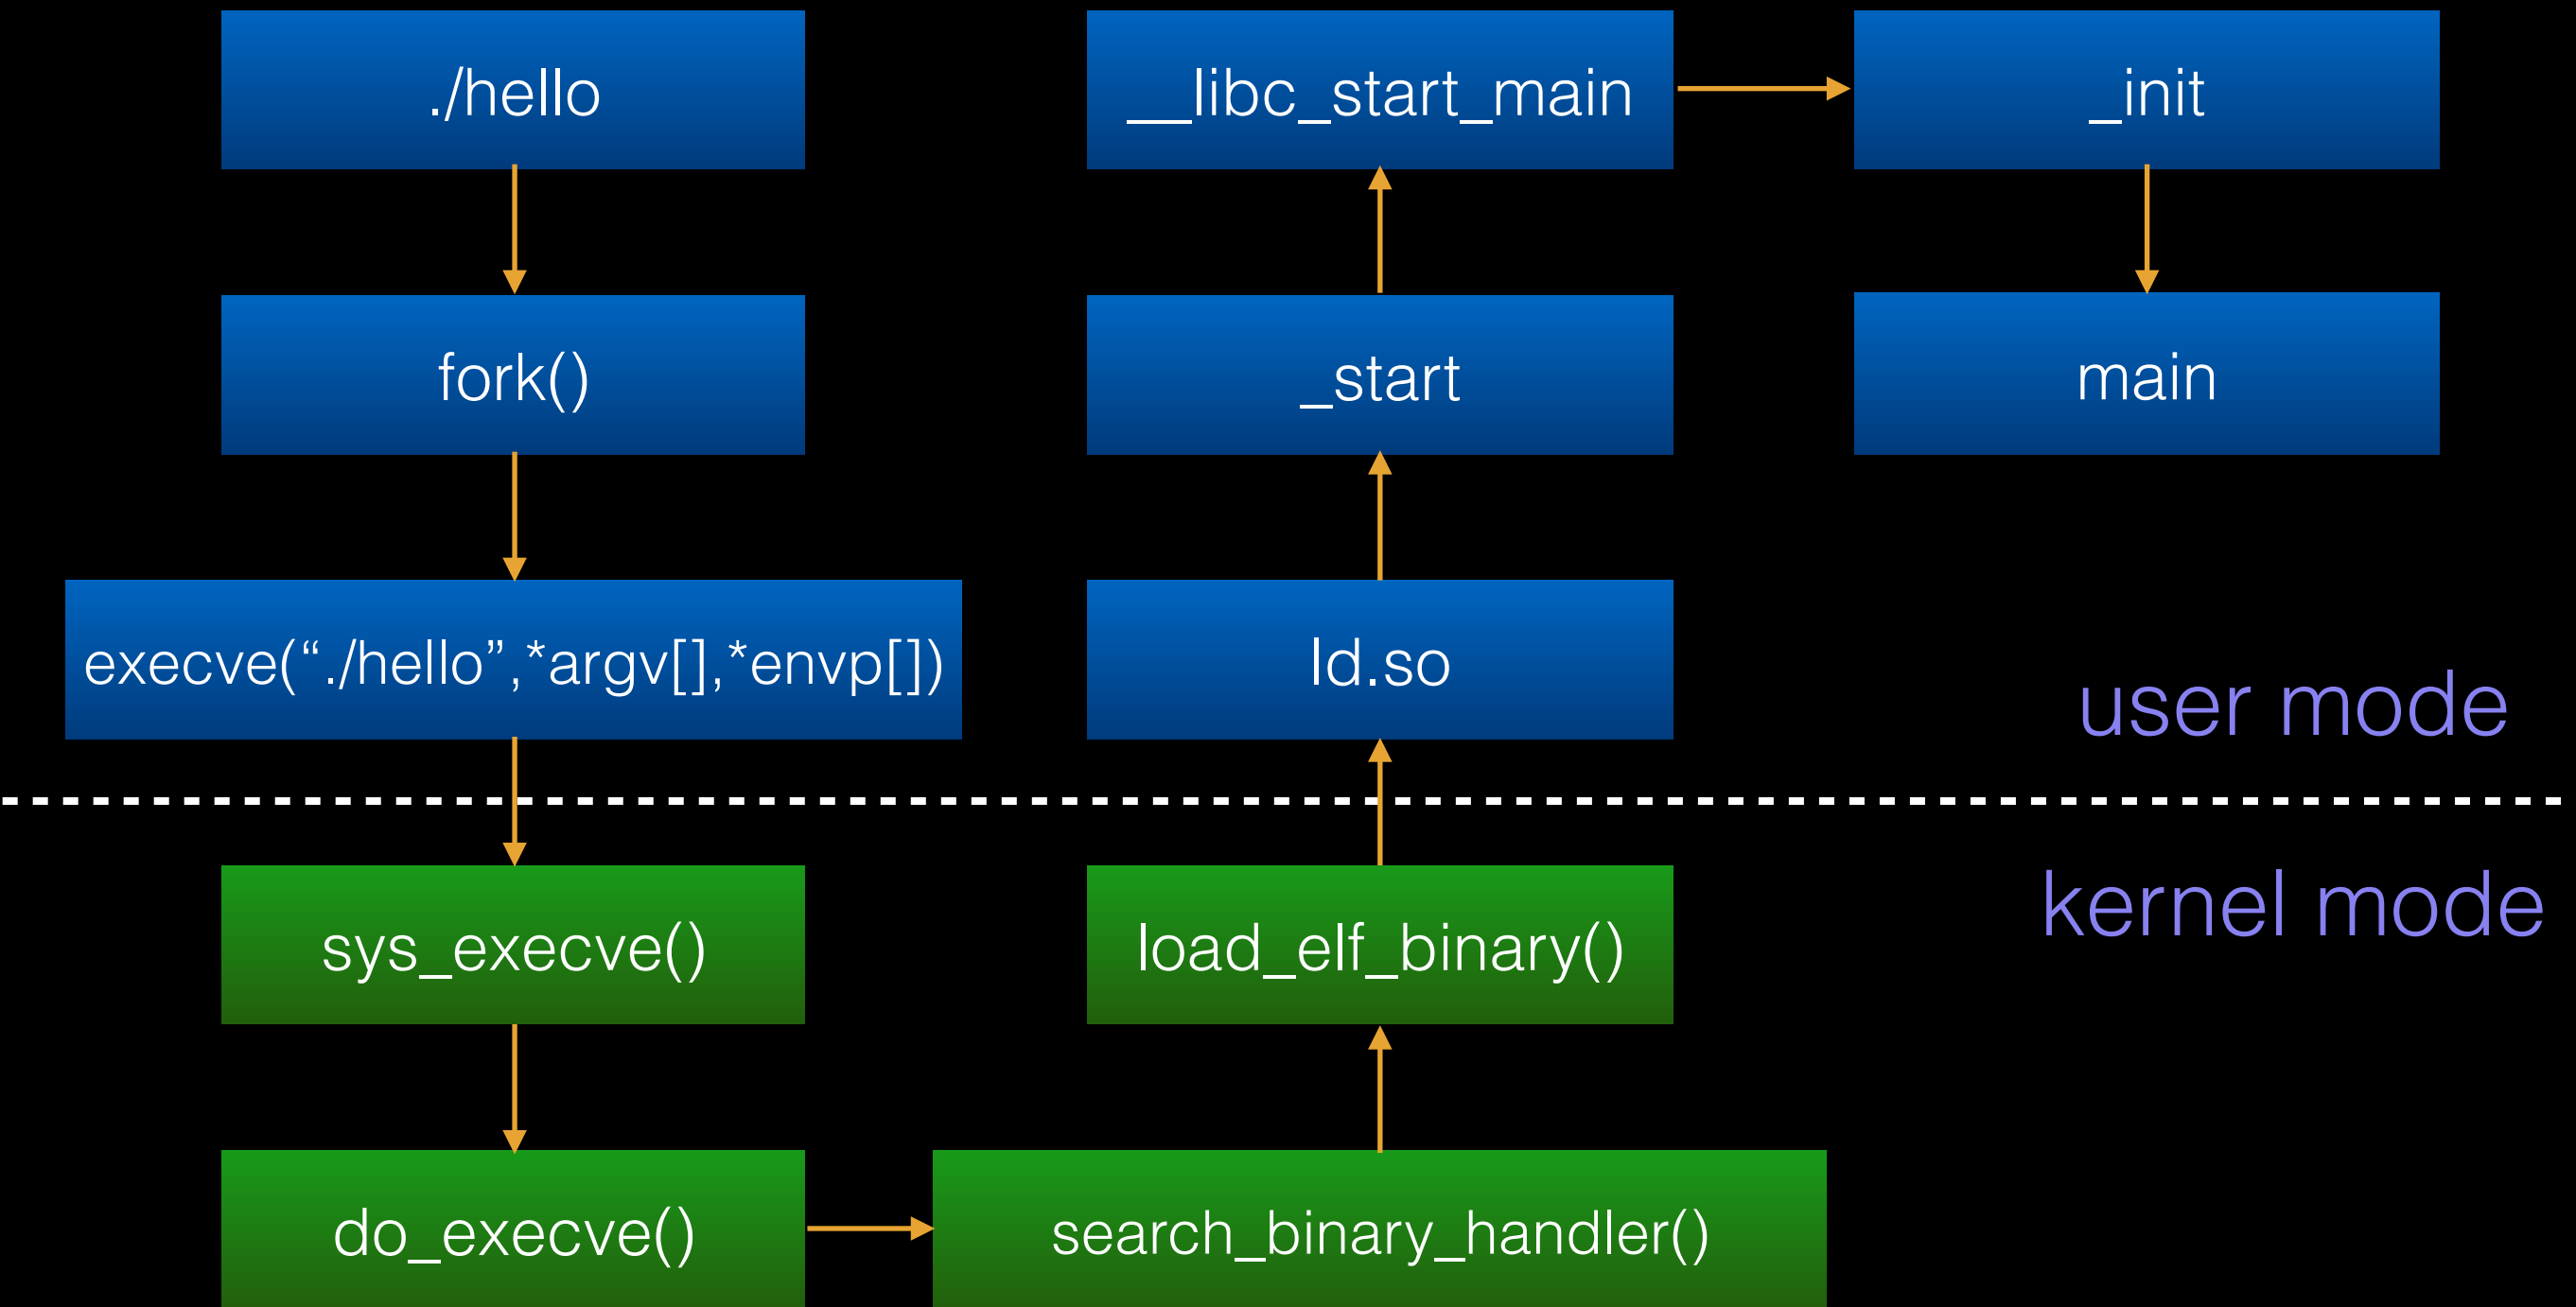 ./hello
fork()
execve(“./hello”,*argv[],*envp[])
sys_execve()
do_execve()
search_binary_handler()
load_elf_binary()
ld.so
_start
__libc_start_main
_init
main
user mode
kernel mode